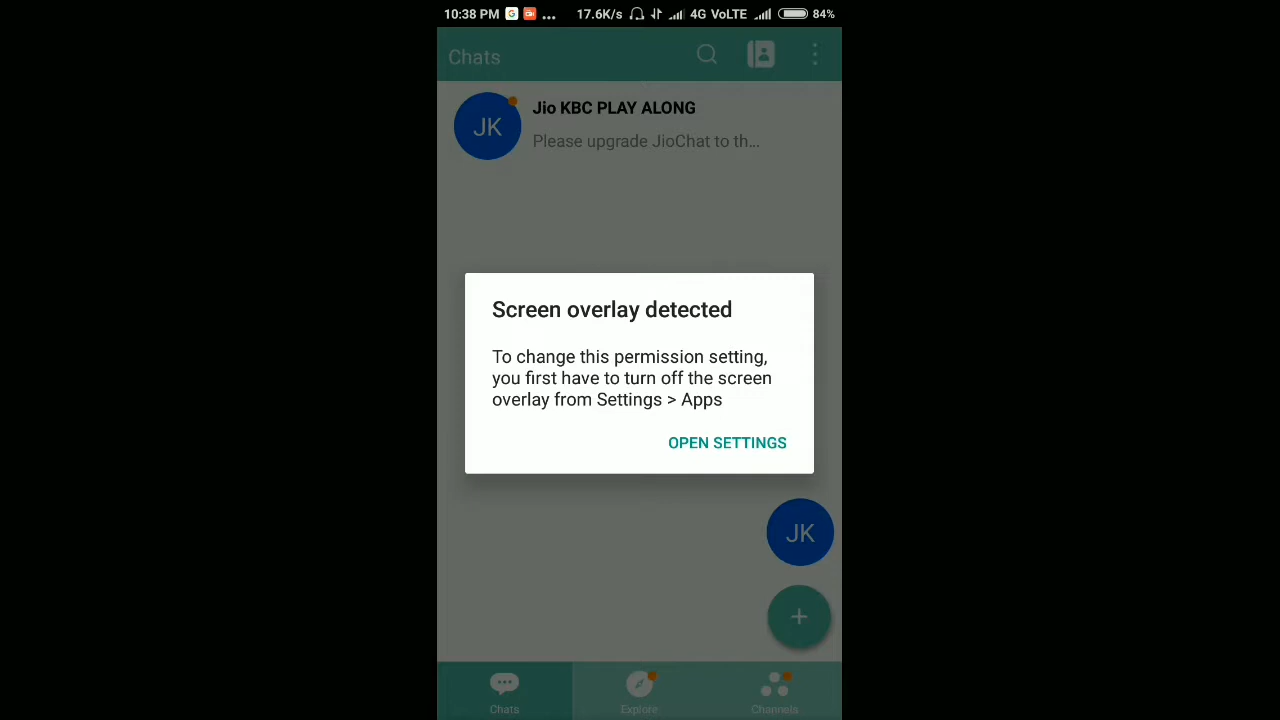 10:38 PM G ... 17.6K/s 4G VoLTE 84%
Chats
JK
Jio KBC PLAY ALONG
Please upgrade JioChat to th...
Screen overlay detected
To change this permission setting,
you first have to turn off the screen
overlay from Settings > Apps
OPEN SETTINGS
JK
+
Chats Explore Channels